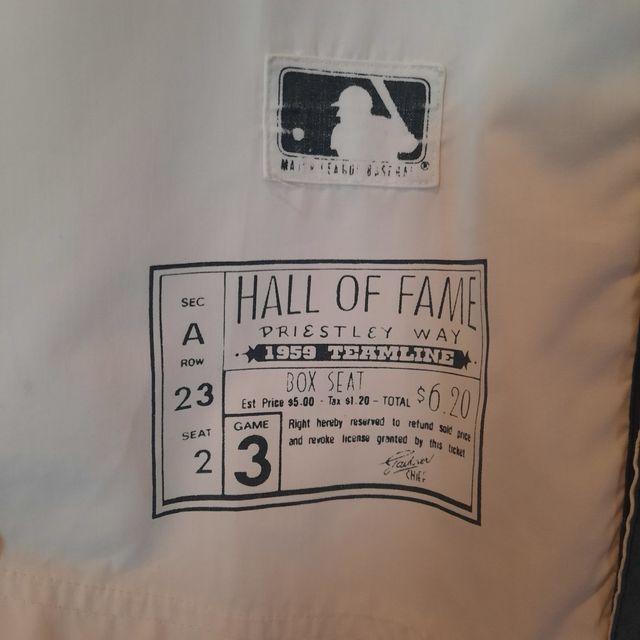 MAJOR LEAGUE BASEBALL®
SEC
A
ROW
23
SEAT
2
HALL OF FAME
PRIESTLEY WAY
1959 TEAMLINE
BOX SEAT
Est Price $5.00 - Tax $1.20 - TOTAL $6.20
GAME
3
Right hereby reserved to refund sold price
and revoke license granted by this ticket
CHIEF